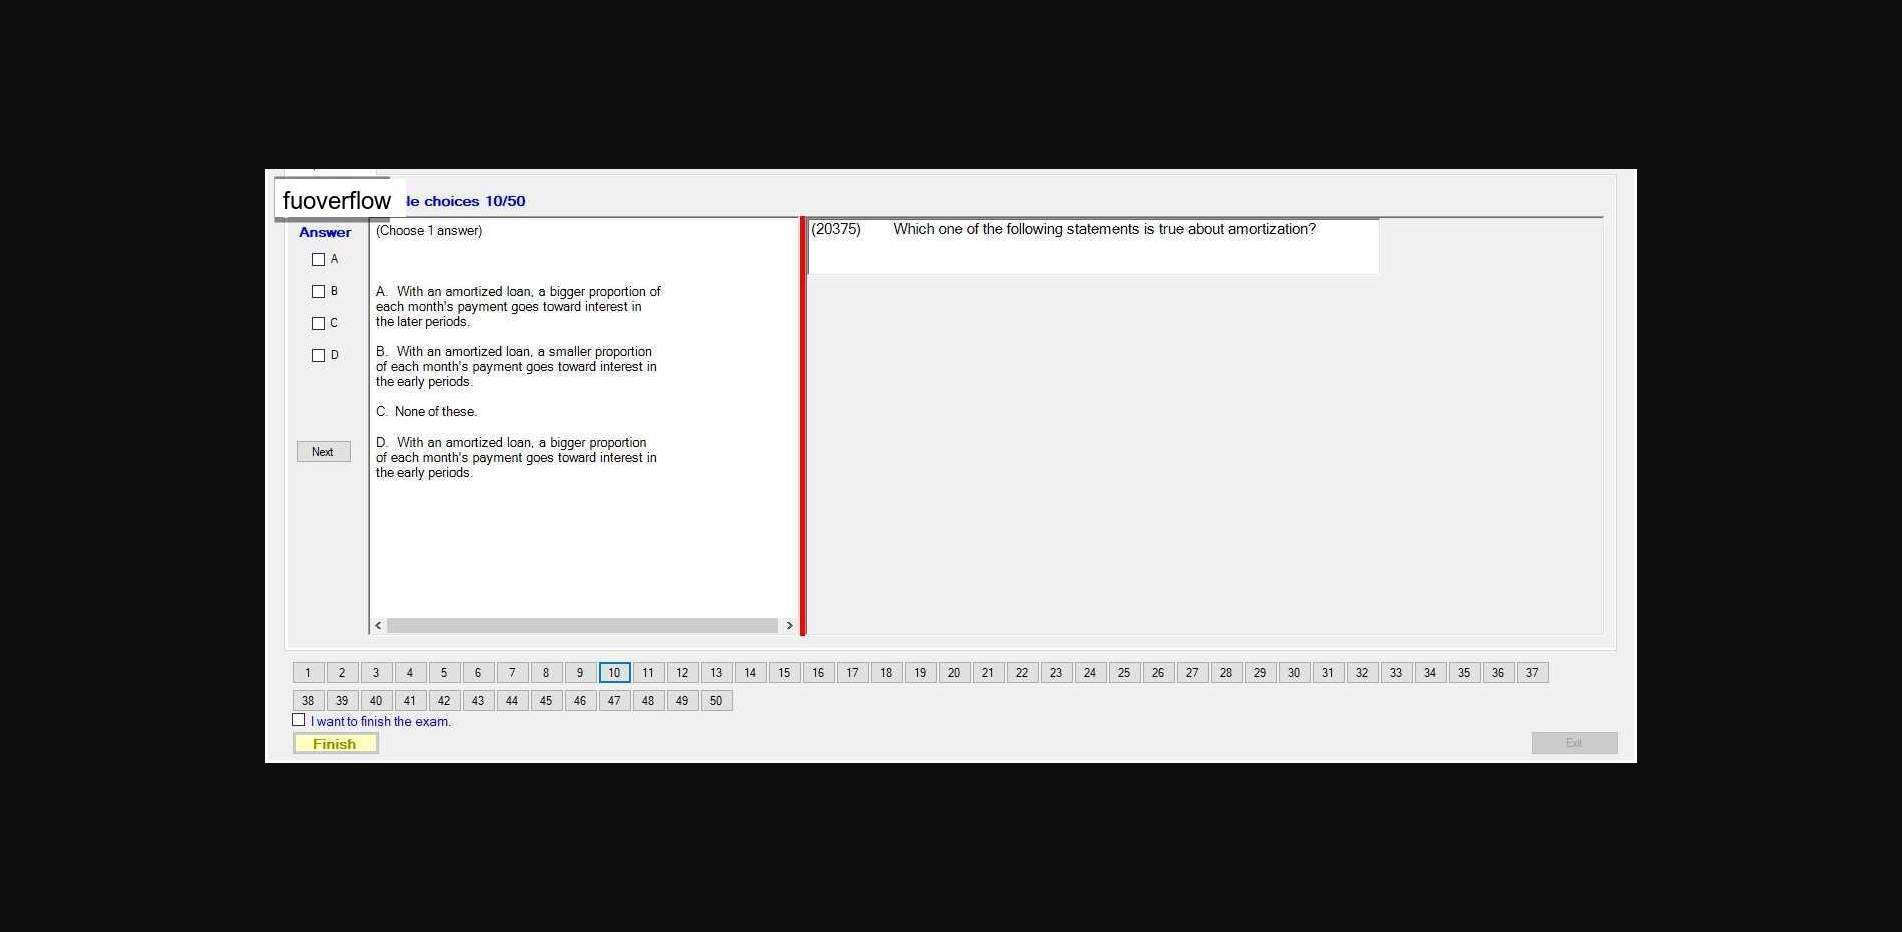 fuoverflow
le choices 10/50
Answer
(Choose 1 answer)
(20375) Which one of the following statements is true about amortization?
A
B
C
D
A. With an amortized loan, a bigger proportion of
each month's payment goes toward interest in
the later periods.
B. With an amortized loan, a smaller proportion
of each month's payment goes toward interest in
the early periods.
C. None of these.
D. With an amortized loan, a bigger proportion
of each month's payment goes toward interest in
the early periods.
Next
1 2 3 4 5 6 7 8 9 10 11 12 13 14 15 16 17 18 19 20 21 22 23 24 25 26 27 28 29 30 31 32 33 34 35 36 37
38 39 40 41 42 43 44 45 46 47 48 49 50
I want to finish the exam.
Finish
Exit